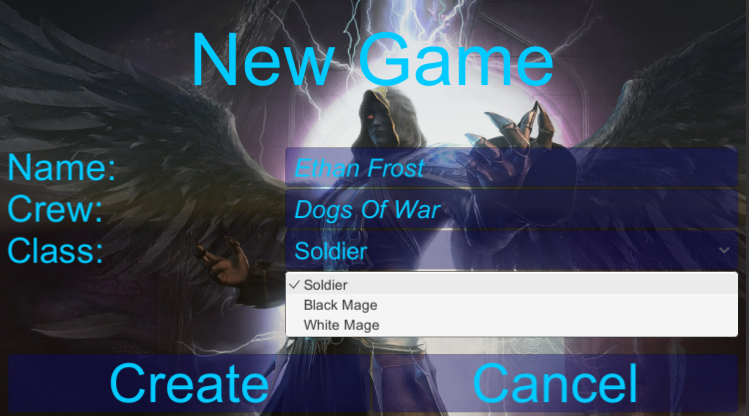 New Game
Name: Ethan Frost
Crew: Dogs Of War
Class: Soldier
Soldier
Black Mage
White Mage
Create Cancel